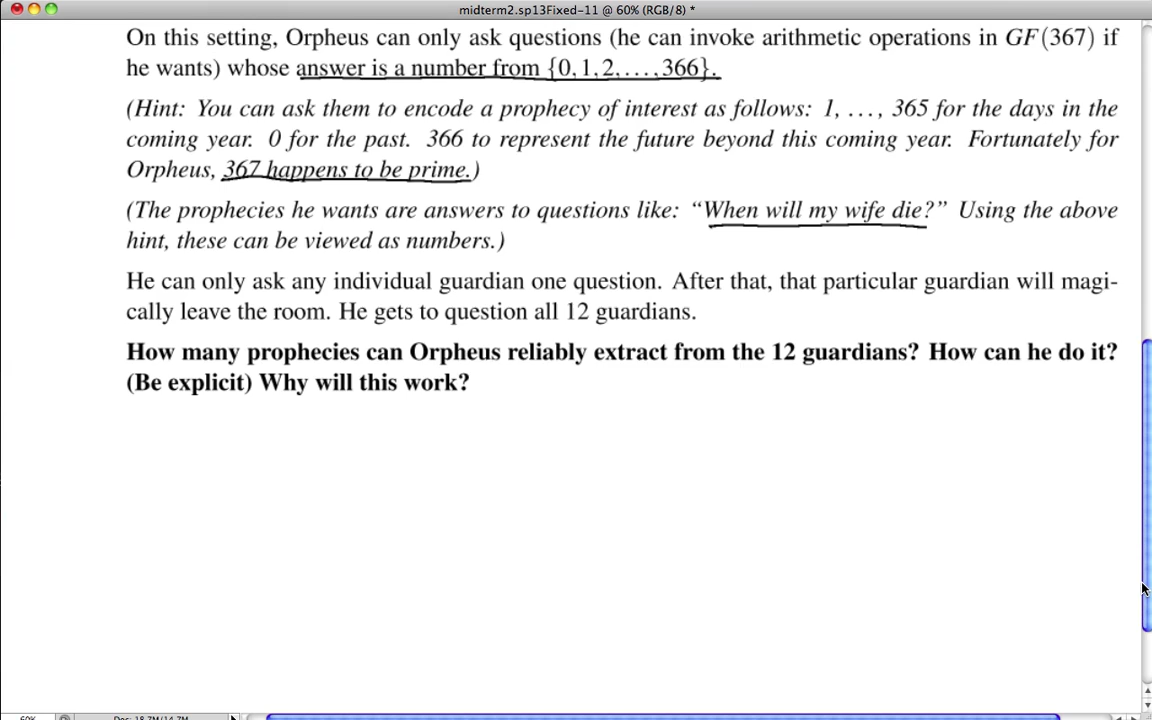 midterm2.sp13Fixed-11 @ 60% (RGB/8) *
On this setting, Orpheus can only ask questions (he can invoke arithmetic operations in GF(367) if
he wants) whose answer is a number from {0,1,2,...,366}.
(Hint: You can ask them to encode a prophecy of interest as follows: 1, ..., 365 for the days in the
coming year. 0 for the past. 366 to represent the future beyond this coming year. Fortunately for
Orpheus, 367 happens to be prime.)
(The prophecies he wants are answers to questions like: “When will my wife die?” Using the above
hint, these can be viewed as numbers.)
He can only ask any individual guardian one question. After that, that particular guardian will magi-
cally leave the room. He gets to question all 12 guardians.
How many prophecies can Orpheus reliably extract from the 12 guardians? How can he do it?
(Be explicit) Why will this work?